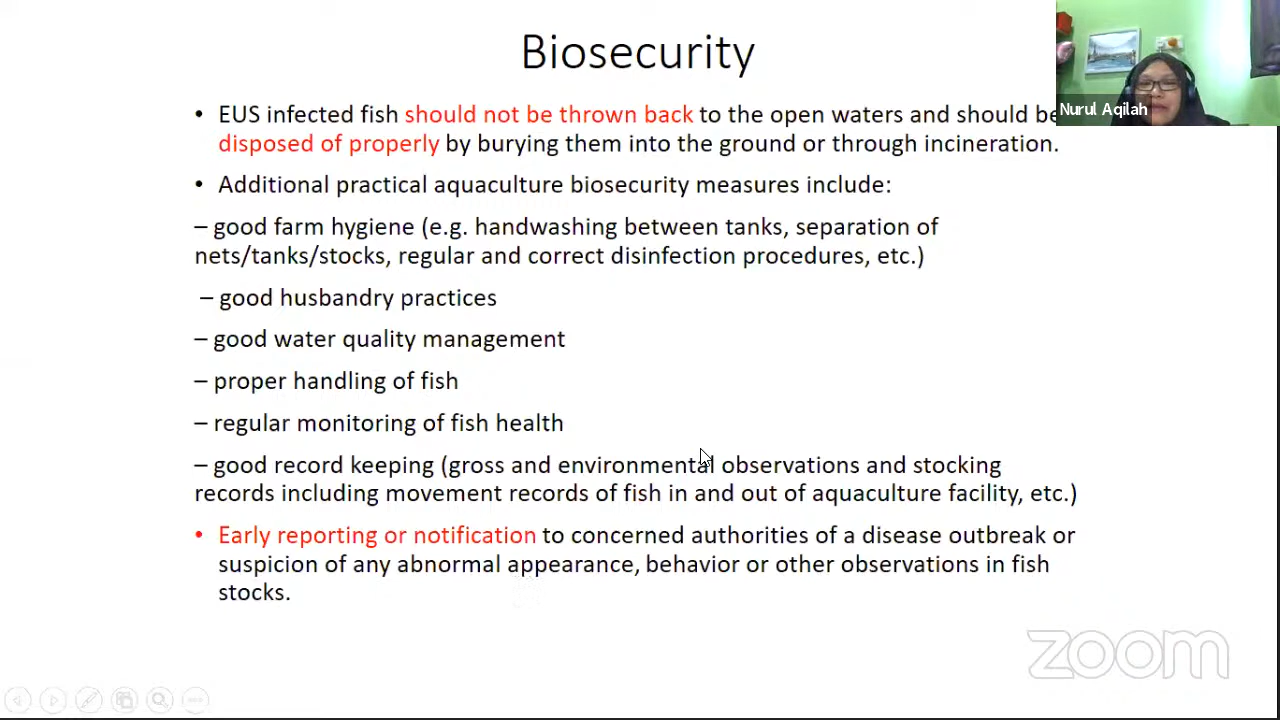 Biosecurity
• EUS infected fish should not be thrown back to the open waters and should be
disposed of properly by burying them into the ground or through incineration.
• Additional practical aquaculture biosecurity measures include:
– good farm hygiene (e.g. handwashing between tanks, separation of
nets/tanks/stocks, regular and correct disinfection procedures, etc.)
– good husbandry practices
– good water quality management
– proper handling of fish
– regular monitoring of fish health
– good record keeping (gross and environmental observations and stocking
records including movement records of fish in and out of aquaculture facility, etc.)
• Early reporting or notification to concerned authorities of a disease outbreak or
suspicion of any abnormal appearance, behavior or other observations in fish
stocks.
Nurul Aqilah
zoom